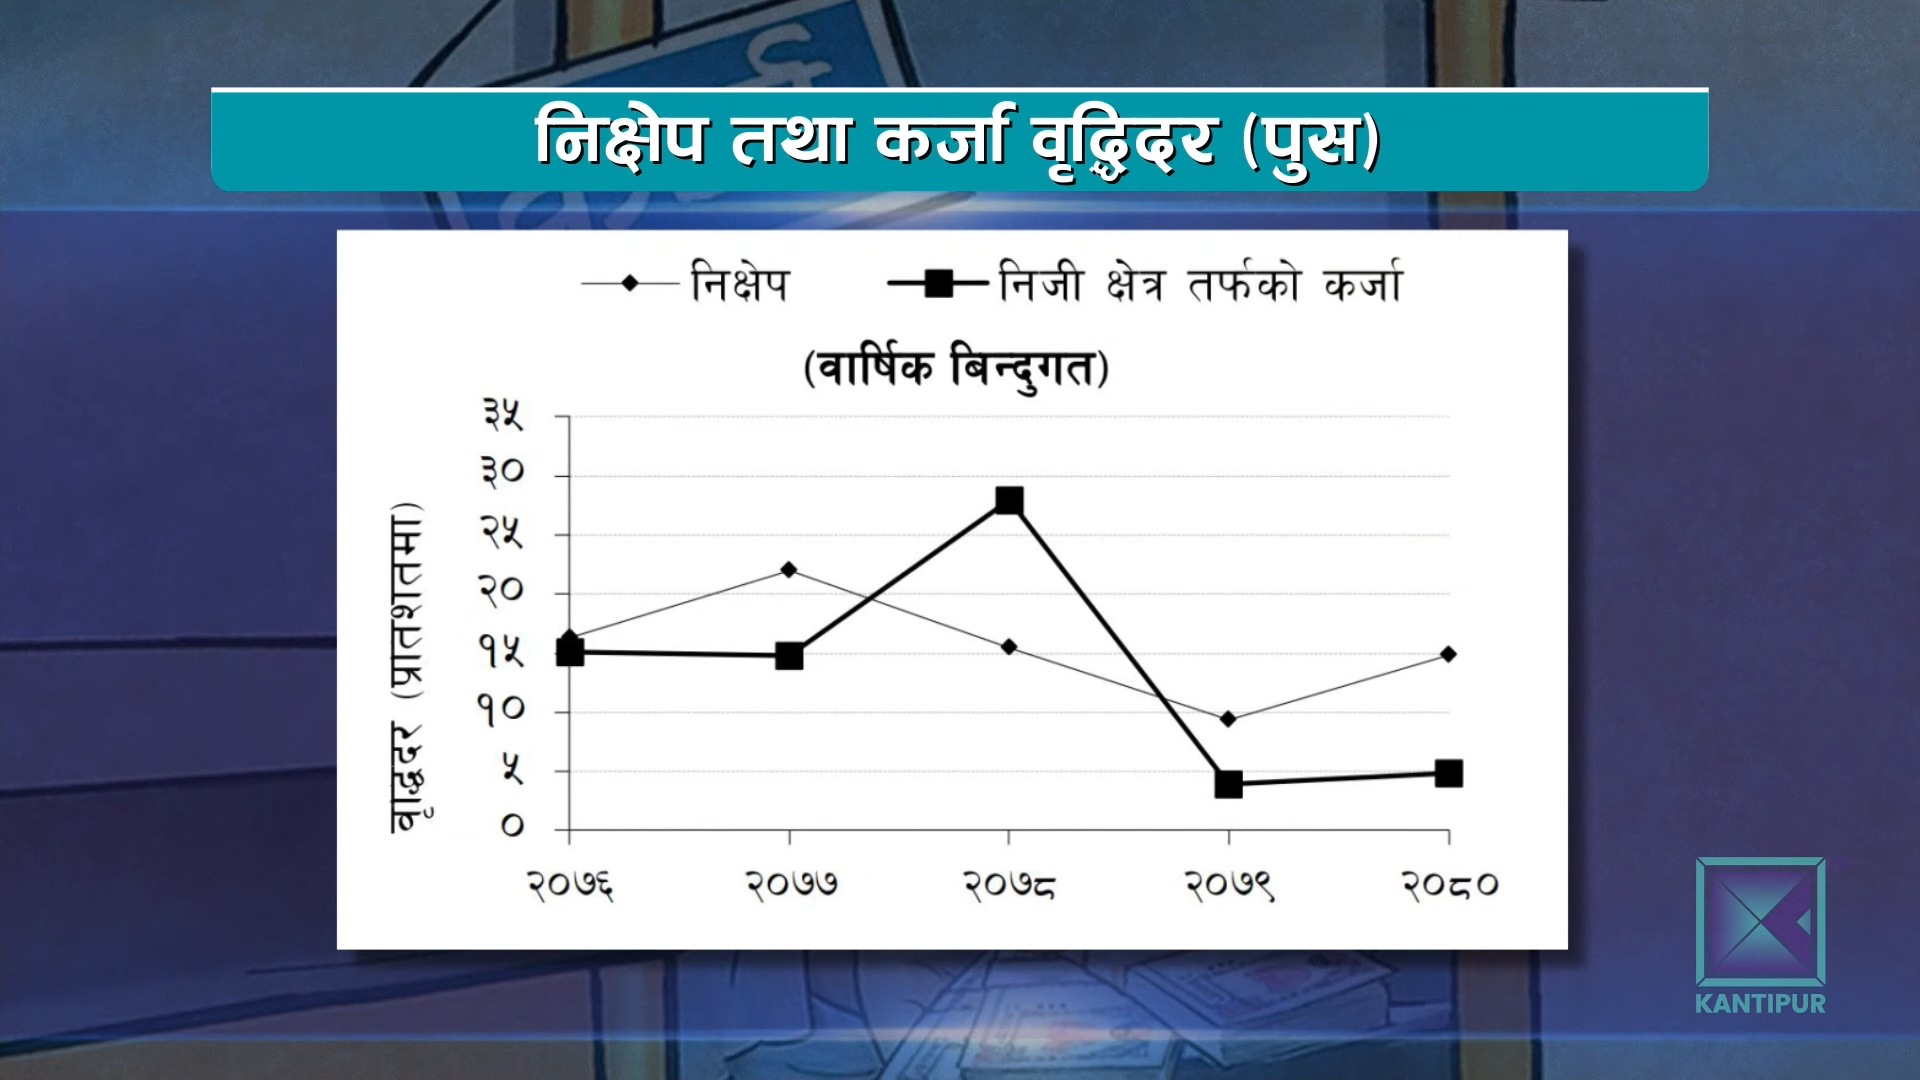 निक्षेप तथा कर्जा वृद्धिदर (पुस)
निक्षेप
निजी क्षेत्र तर्फको कर्जा
(वार्षिक बिन्दुगत)
वृद्धिदर (प्रतिशतमा)
३५
३०
२५
२०
१५
१०
५
०
२०७६ २०७७ २०७८ २०७९ २०८०
KANTIPUR